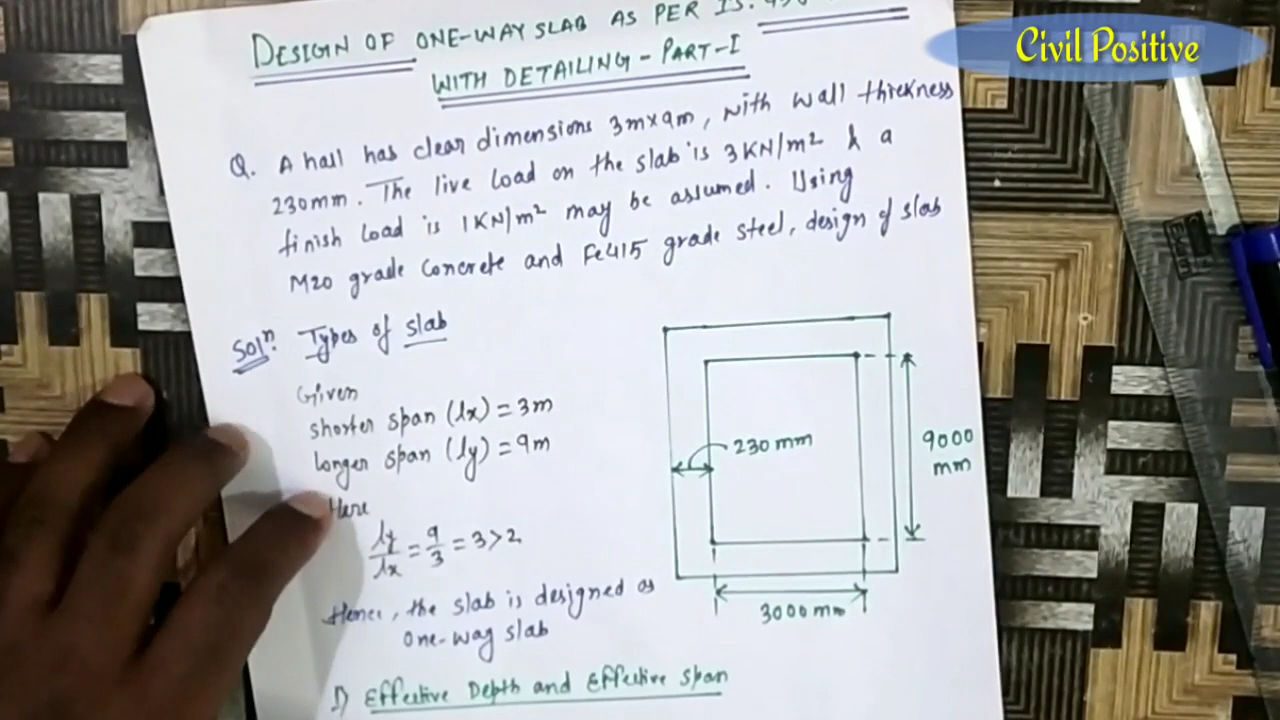 Civil Positive
DESIGN OF ONE-WAY SLAB AS PER IS.
WITH DETAILING - PART-I
Q. A hall has clear dimensions 3m×9m, with wall thickness
230mm. The live load on the slab is 3KN/m² & a
finish load is 1KN/m² may be assumed. Using
M20 grade concrete and Fe415 grade steel, design of slab
Solⁿ: Types of slab
Given
shorter span (lx) = 3m
longer span (ly) = 9m
Here
ly/lx = 9/3 = 3 > 2
Hence, the slab is designed as
one-way slab
230 mm
9000
mm
3000 mm
1) Effective Depth and Effective span